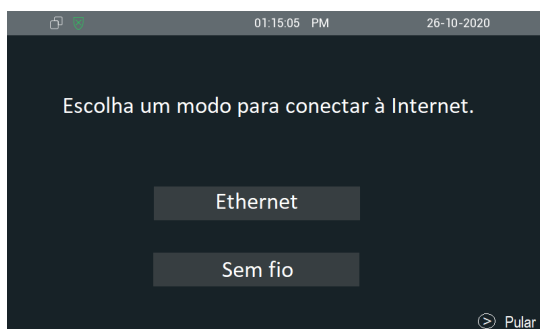 01:15:05 PM 26-10-2020
Escolha um modo para conectar à Internet.
Ethernet
Sem fio
Pular